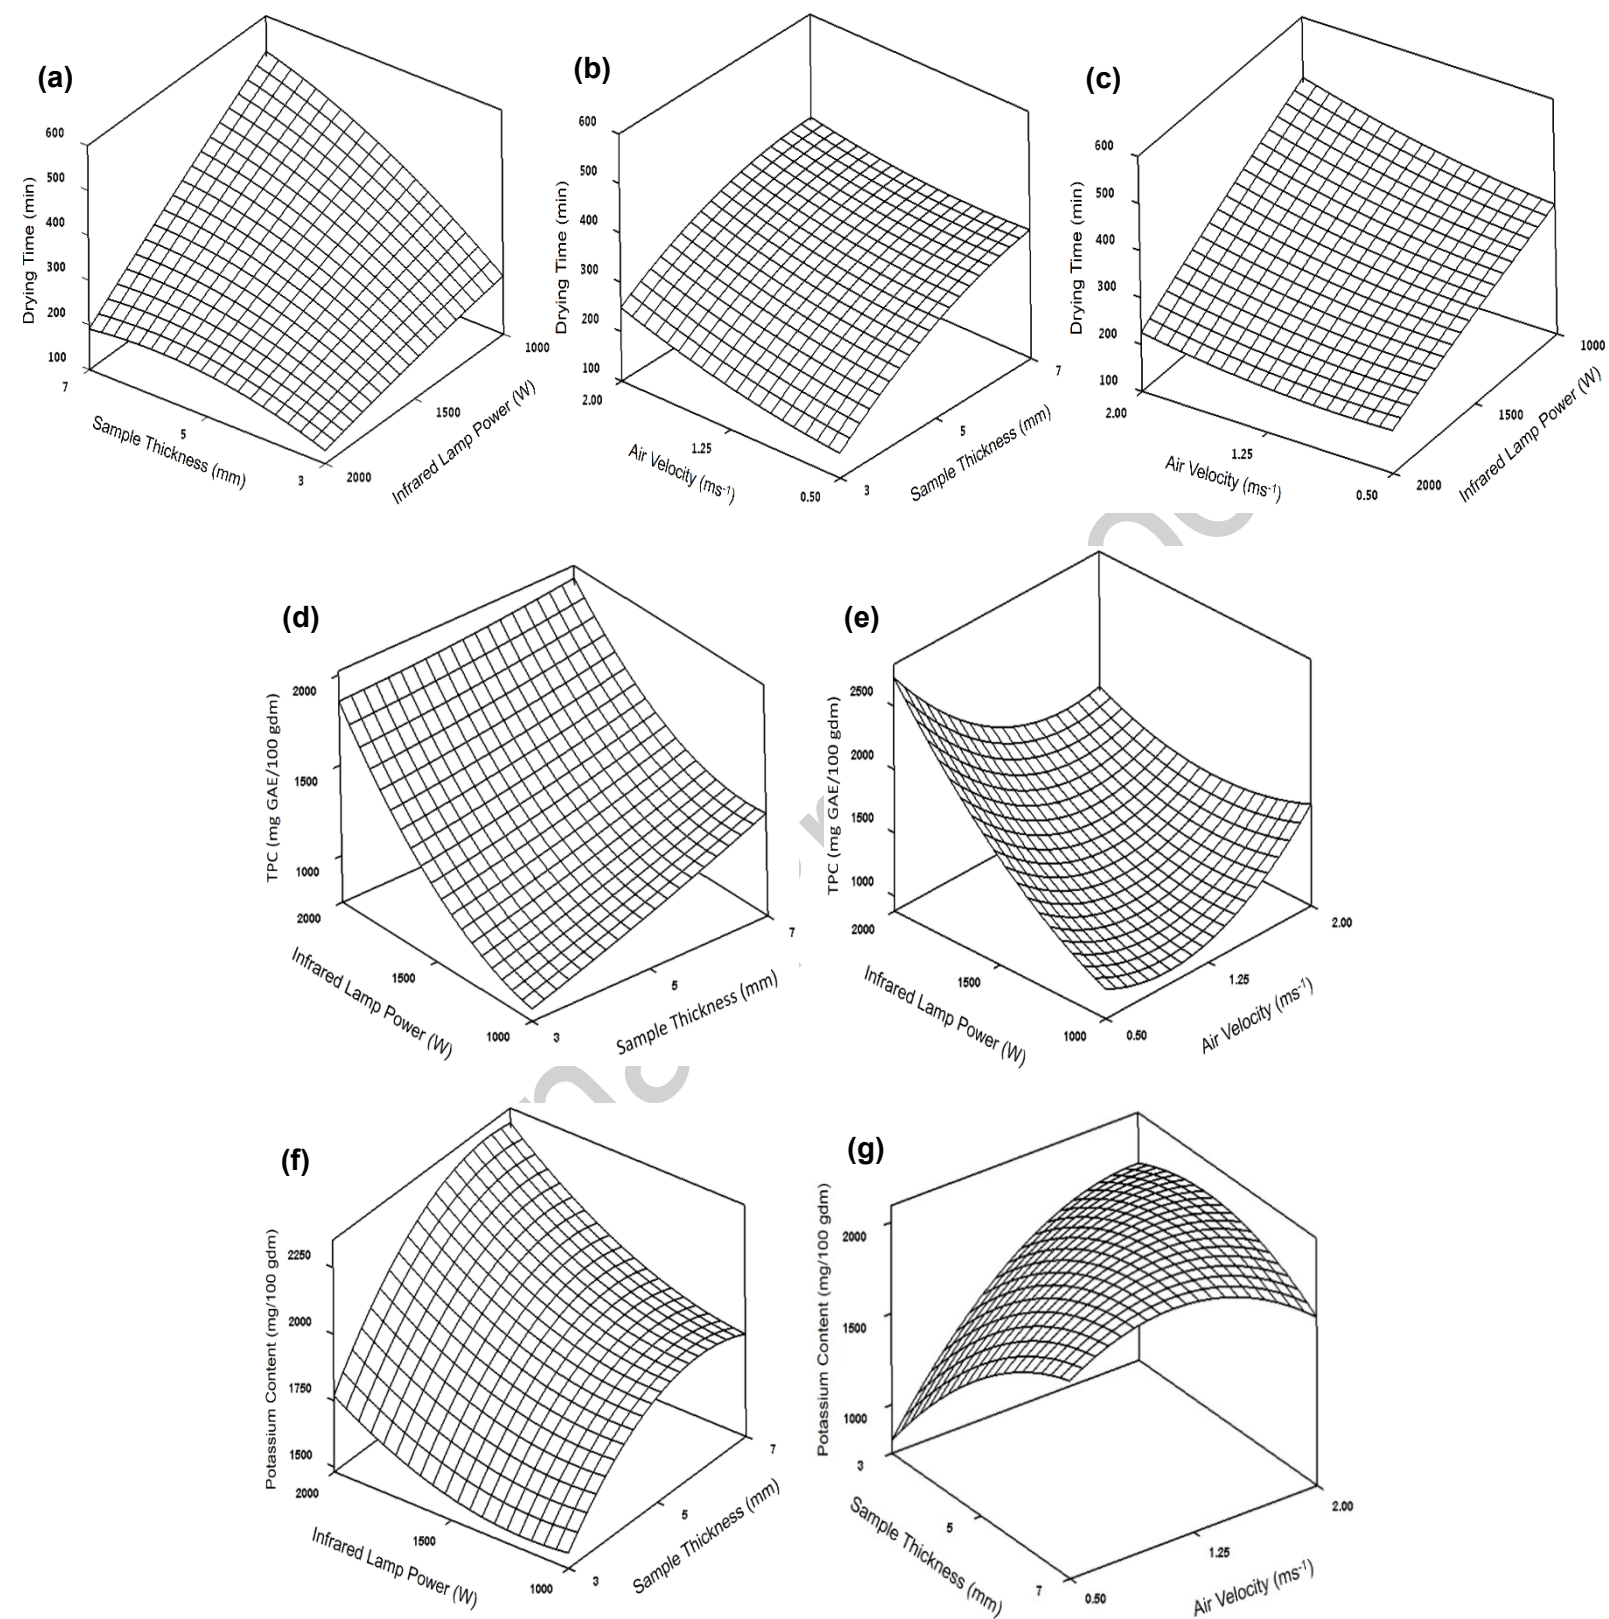 (a)
600
500
400
300
200
100
Drying Time (min)
7
5
3
Sample Thickness (mm)
2000
1500
1000
Infrared Lamp Power (W)
(b)
600
500
400
300
200
100
Drying Time (min)
2.00
1.25
0.50
Air Velocity (ms-1)
3
5
7
Sample Thickness (mm)
(c)
600
500
400
300
200
100
Drying Time (min)
2.00
1.25
0.50
Air Velocity (ms-1)
2000
1500
1000
Infrared Lamp Power (W)
(d)
2000
1500
1000
TPC (mg GAE/100 gdm)
2000
1500
1000
Infrared Lamp Power (W)
3
5
7
Sample Thickness (mm)
(e)
2500
2000
1500
1000
TPC (mg GAE/100 gdm)
2000
1500
1000
Infrared Lamp Power (W)
0.50
1.25
2.00
Air Velocity (ms-1)
(f)
2250
2000
1750
1500
Potassium Content (mg/100 gdm)
2000
1500
1000
Infrared Lamp Power (W)
3
5
7
Sample Thickness (mm)
(g)
2000
1500
1000
Potassium Content (mg/100 gdm)
3
5
7
Sample Thickness (mm)
0.50
1.25
2.00
Air Velocity (ms-1)